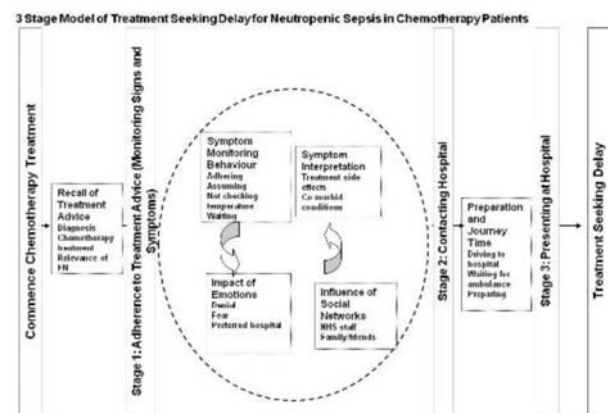 3 Stage Model of Treatment Seeking Delay for Neutropenic Sepsis in Chemotherapy Patients
Commence Chemotherapy Treatment
Recall of
Treatment
Advice
Diagnosis
Chemotherapy
treatment
Relevance of
FN
Stage 1: Adherence to Treatment Advice (Monitoring Signs and
Symptoms)
Symptom
Monitoring
Behaviour
Adhering
Assuming
Not checking
temperature
Waiting
Symptom
Interpretation
Treatment side
effects
Co morbid
conditions
Impact of
Emotions
Denial
Fear
Preferred hospital
Influence of
Social
Networks
NHS staff
Family/friends
Stage 2: Contacting Hospital
Preparation
and
Journey
Time
Driving to
hospital
Waiting for
ambulance
Preparing
Stage 3: Presenting at Hospital
Treatment Seeking Delay